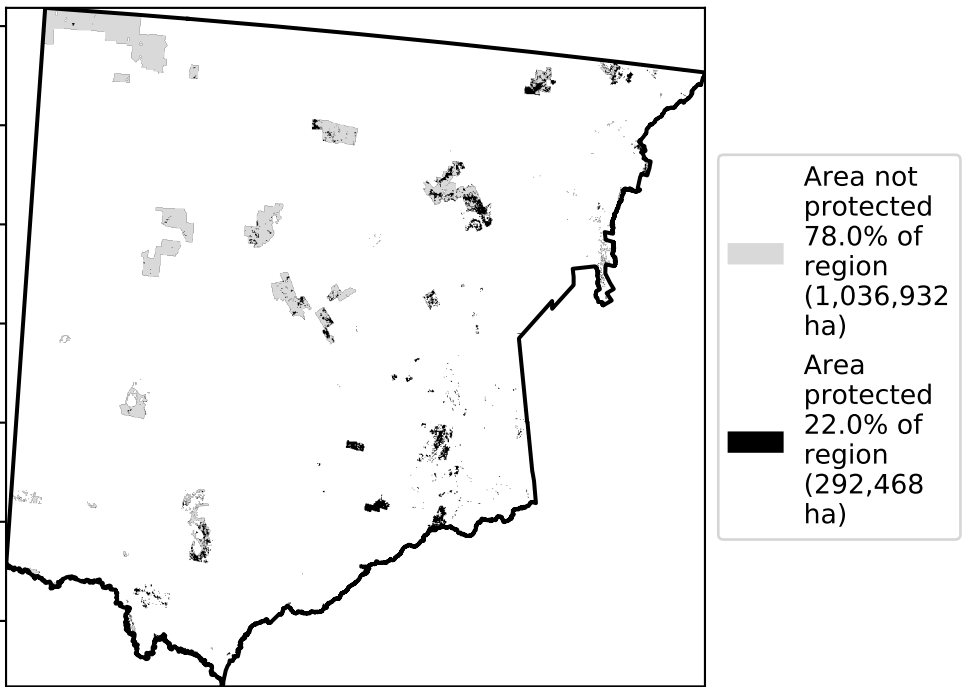 Area not
protected
78.0% of
region
(1,036,932
ha)
Area
protected
22.0% of
region
(292,468
ha)